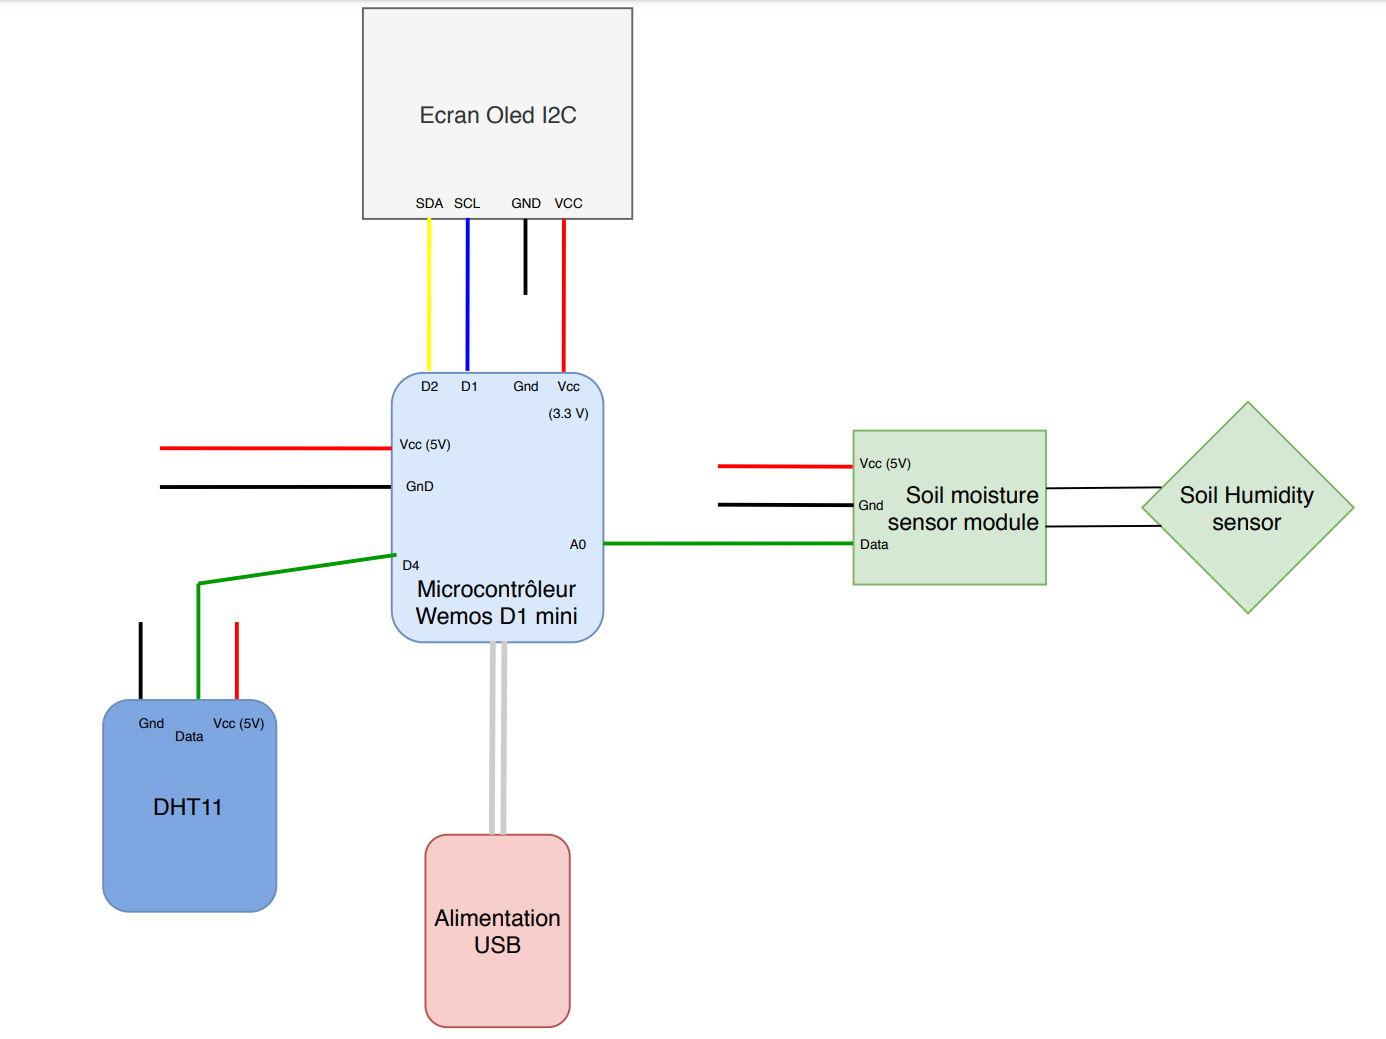 Ecran Oled I2C
SDA SCL GND VCC
D2 D1 Gnd Vcc
(3.3 V)
Vcc (5V)
GnD
A0
D4
Microcontrôleur
Wemos D1 mini
Vcc (5V)
Gnd
Data
Soil moisture
sensor module
Soil Humidity
sensor
Gnd
Data
Vcc (5V)
DHT11
Alimentation
USB